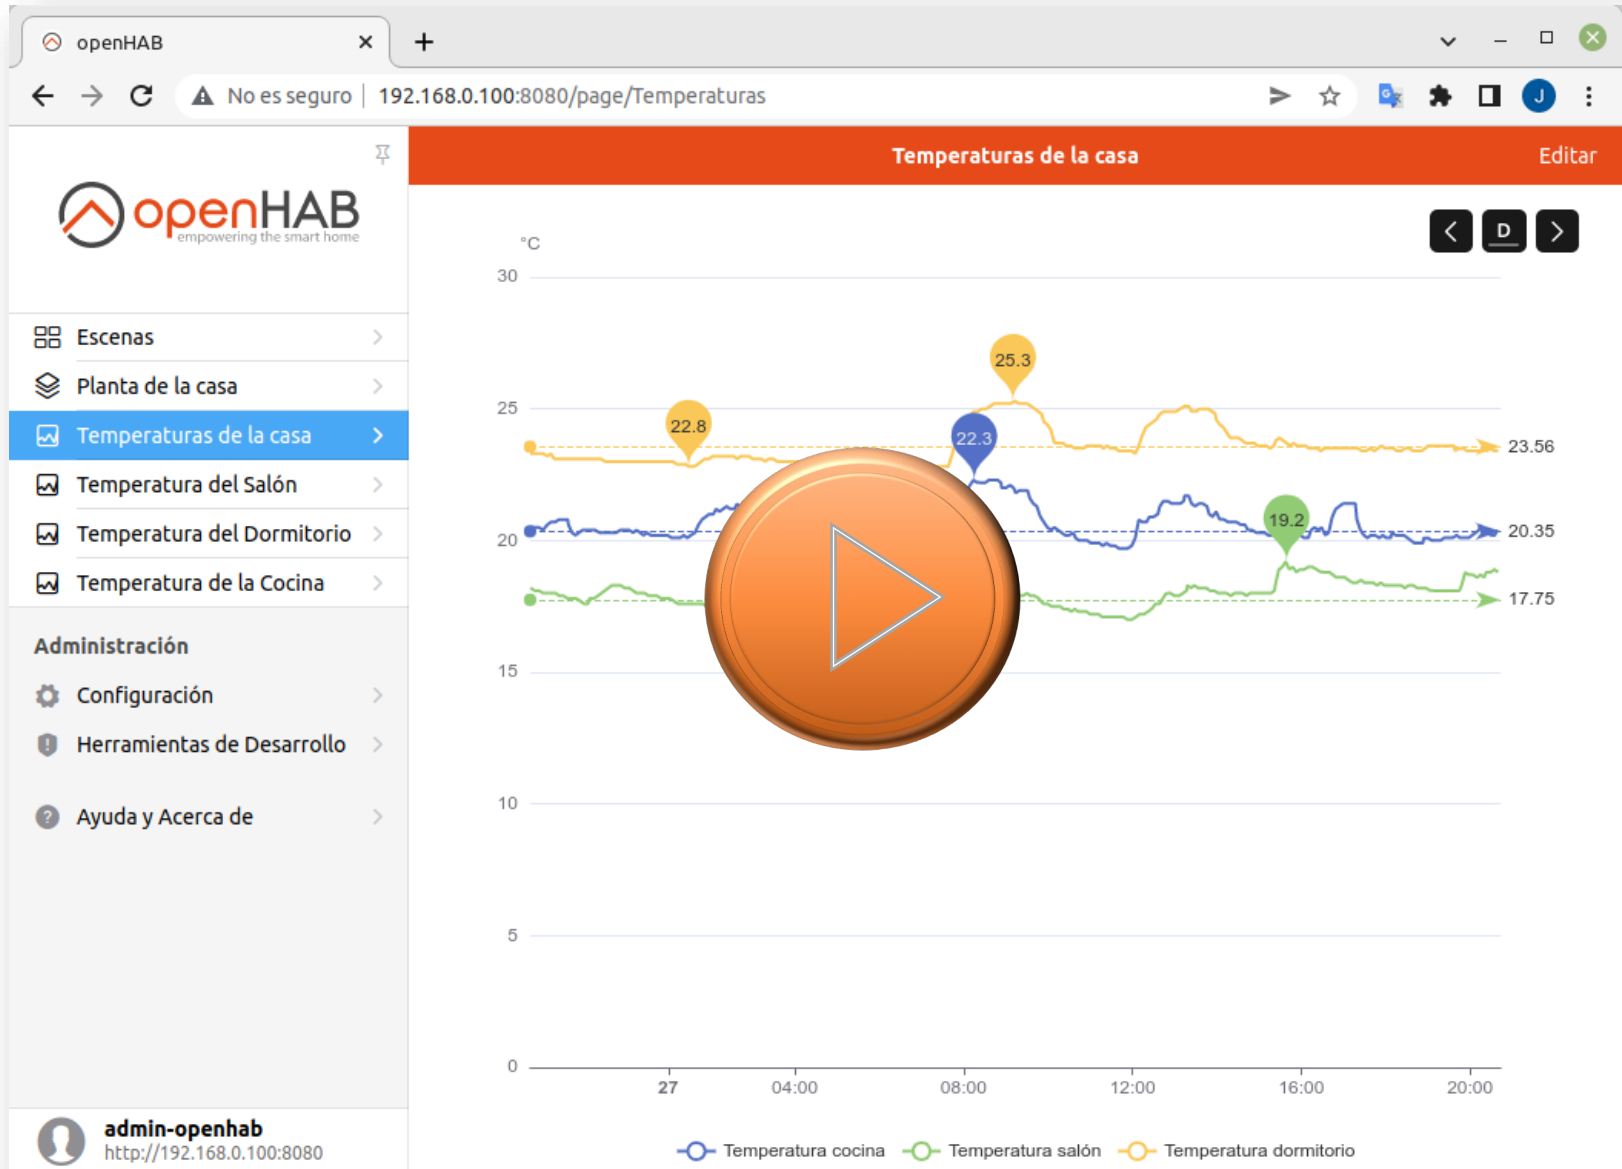 openHAB
No es seguro 192.168.0.100:8080/page/Temperaturas
J
openHAB
empowering the smart home
Escenas
Planta de la casa
Temperaturas de la casa
Temperatura del Salón
Temperatura del Dormitorio
Temperatura de la Cocina
Administración
Configuración
Herramientas de Desarrollo
Ayuda y Acerca de
admin-openhab
http://192.168.0.100:8080
Temperaturas de la casa
Editar
D
°C
30
25
20
15
10
5
0
25.3
22.8
22.3
19.2
23.56
20.35
17.75
27 04:00 08:00 12:00 16:00 20:00
Temperatura cocina Temperatura salón Temperatura dormitorio